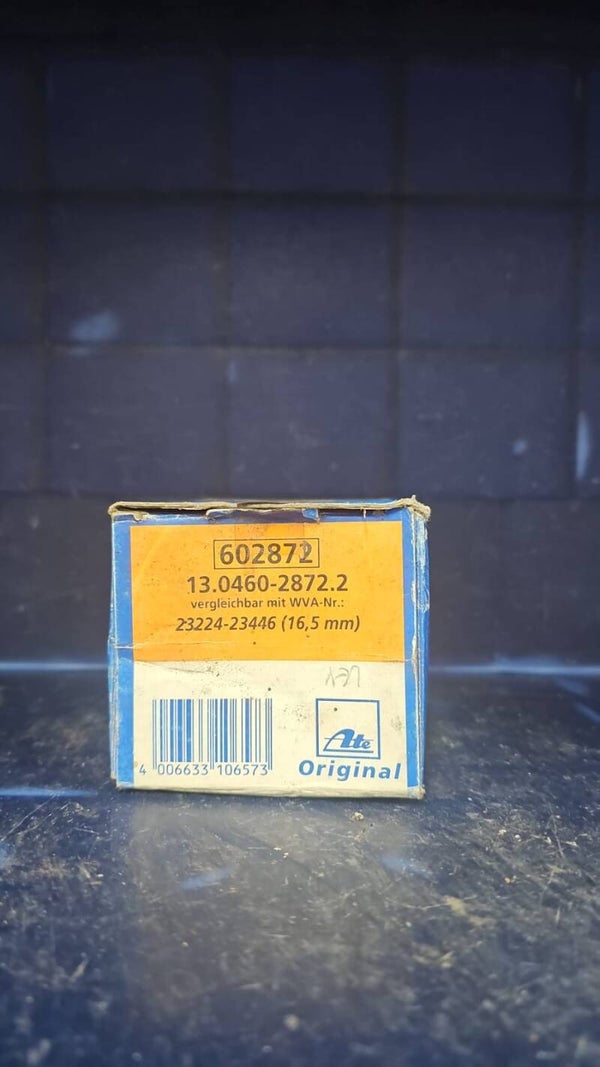 602872
13.0460-2872.2
vergleichbar mit WVA-Nr.:
23224-23446 (16,5 mm)
Ate
4 006633 106573
Original